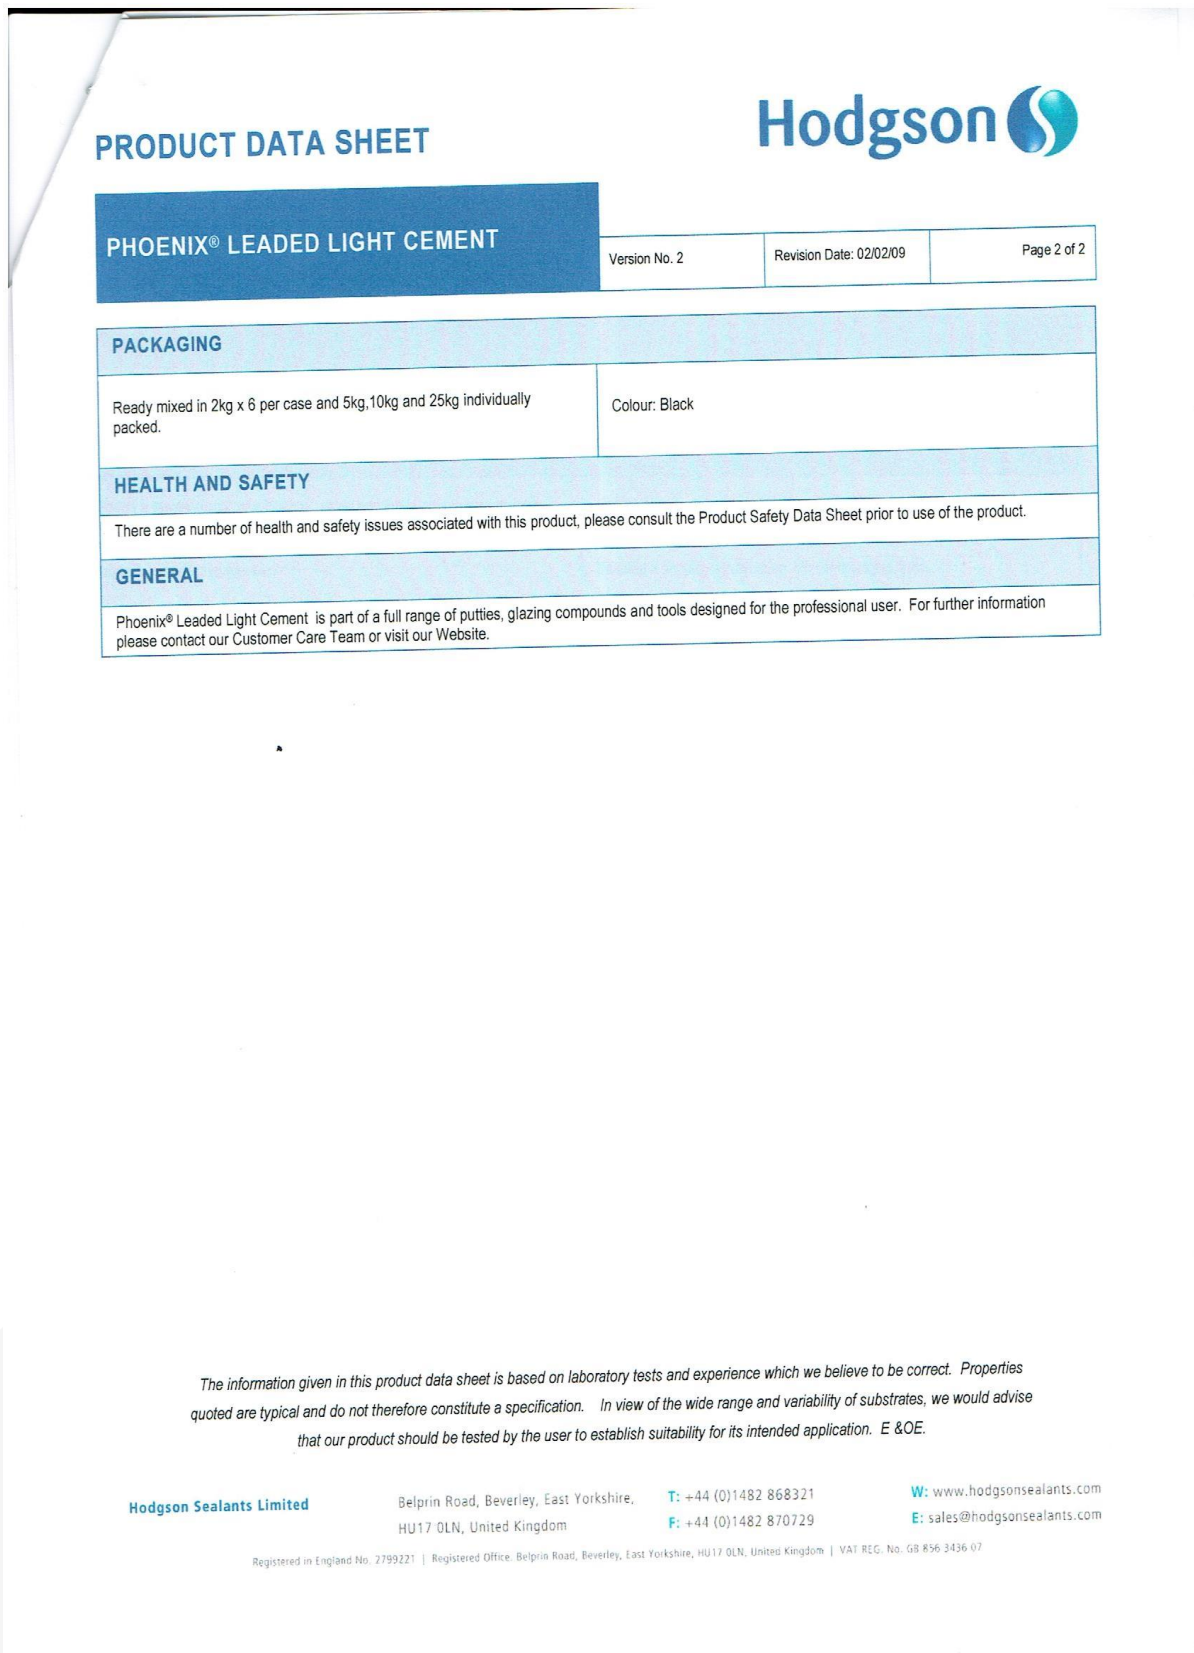 PRODUCT DATA SHEET
Hodgson
PHOENIX® LEADED LIGHT CEMENT
Version No. 2
Revision Date: 02/02/09
Page 2 of 2
PACKAGING
Ready mixed in 2kg x 6 per case and 5kg,10kg and 25kg individually
packed.
Colour: Black
HEALTH AND SAFETY
There are a number of health and safety issues associated with this product, please consult the Product Safety Data Sheet prior to use of the product.
GENERAL
Phoenix® Leaded Light Cement is part of a full range of putties, glazing compounds and tools designed for the professional user. For further information
please contact our Customer Care Team or visit our Website.
The information given in this product data sheet is based on laboratory tests and experience which we believe to be correct. Properties
quoted are typical and do not therefore constitute a specification. In view of the wide range and variability of substrates, we would advise
that our product should be tested by the user to establish suitability for its intended application. E &OE.
Hodgson Sealants Limited
Belprin Road, Beverley, East Yorkshire,
HU17 0LN, United Kingdom
T: +44 (0)1482 868321
F: +44 (0)1482 870729
W: www.hodgsonsealants.com
E: sales@hodgsonsealants.com
Registered in England No. 2799221 | Registered Office. Belprin Road, Beverley, East Yorkshire, HU17 0LN, United Kingdom | VAT REG. No. GB 856 3436 07